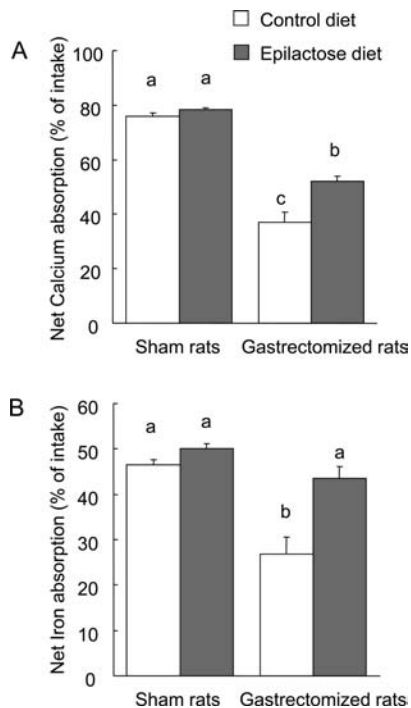 Control diet
Epilactose diet
A
Net Calcium absorption (% of intake)
100
80
60
40
20
0
a a
c b
Sham rats Gastrectomized rats
B
Net Iron absorption (% of intake)
60
50
40
30
20
10
0
a a
b a
Sham rats Gastrectomized rats